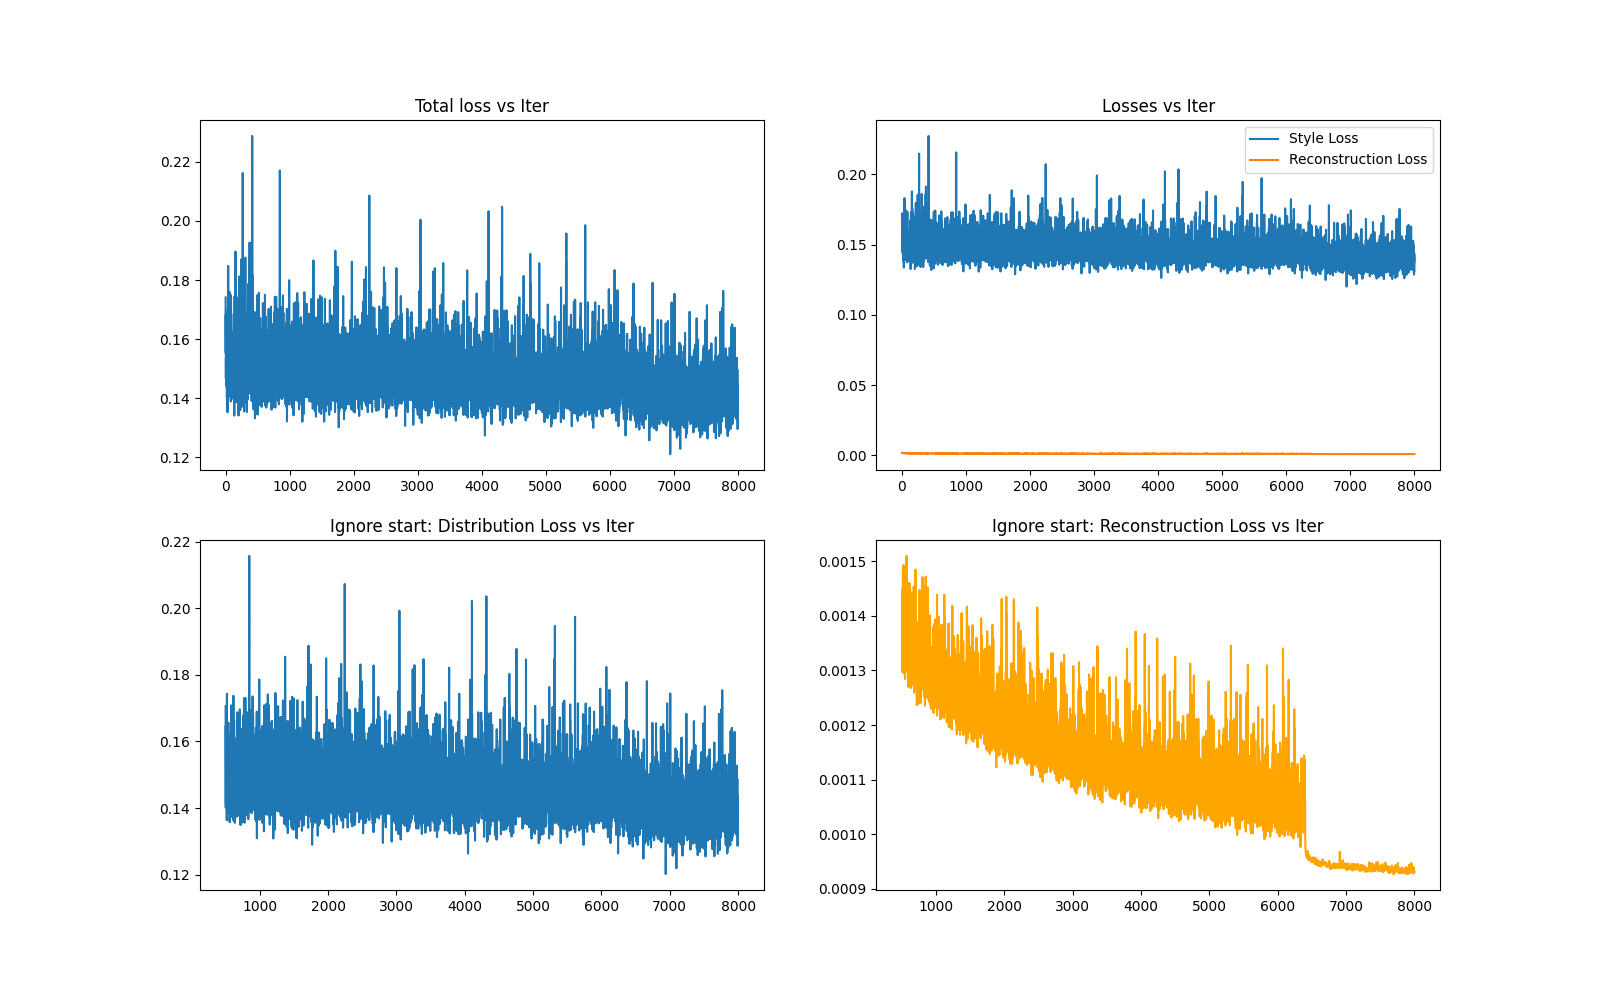 Total loss vs Iter
0.22
0.20
0.18
0.16
0.14
0.12
0 1000 2000 3000 4000 5000 6000 7000 8000
Losses vs Iter
Style Loss
Reconstruction Loss
0.20
0.15
0.10
0.05
0.00
0 1000 2000 3000 4000 5000 6000 7000 8000
Ignore start: Distribution Loss vs Iter
0.22
0.20
0.18
0.16
0.14
0.12
1000 2000 3000 4000 5000 6000 7000 8000
Ignore start: Reconstruction Loss vs Iter
0.0015
0.0014
0.0013
0.0012
0.0011
0.0010
0.0009
1000 2000 3000 4000 5000 6000 7000 8000